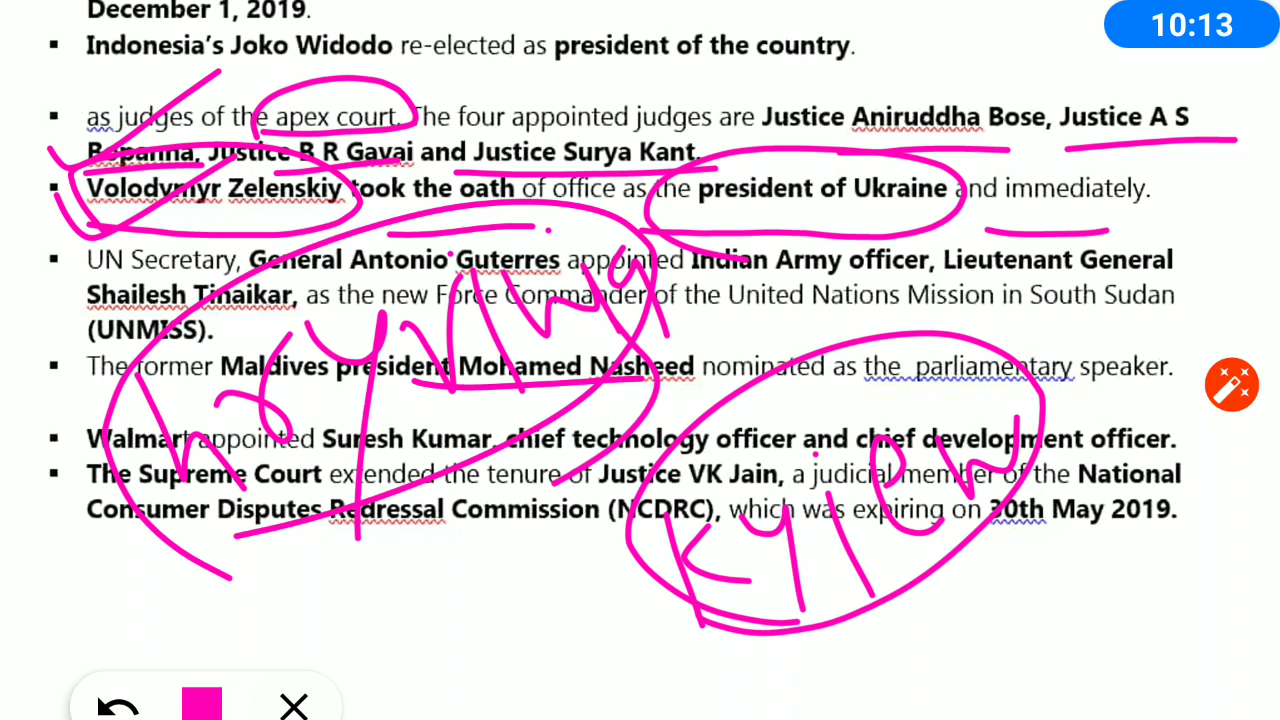 December 1, 2019.
10:13
▪ Indonesia's Joko Widodo re-elected as president of the country.
▪ as judges of the apex court. The four appointed judges are Justice Aniruddha Bose, Justice A S
Bopanna, Justice B R Gavai and Justice Surya Kant.
▪ Volodymyr Zelenskiy took the oath of office as the president of Ukraine and immediately.
▪ UN Secretary, General Antonio Guterres appointed Indian Army officer, Lieutenant General
Shailesh Tinaikar, as the new Force Commander of the United Nations Mission in South Sudan
(UNMISS).
▪ The former Maldives president Mohamed Nasheed nominated as the parliamentary speaker.
▪ Walmart appointed Suresh Kumar, chief technology officer and chief development officer.
▪ The Supreme Court extended the tenure of Justice VK Jain, a judicial member of the National
Consumer Disputes Redressal Commission (NCDRC), which was expiring on 30th May 2019.
Kyiew